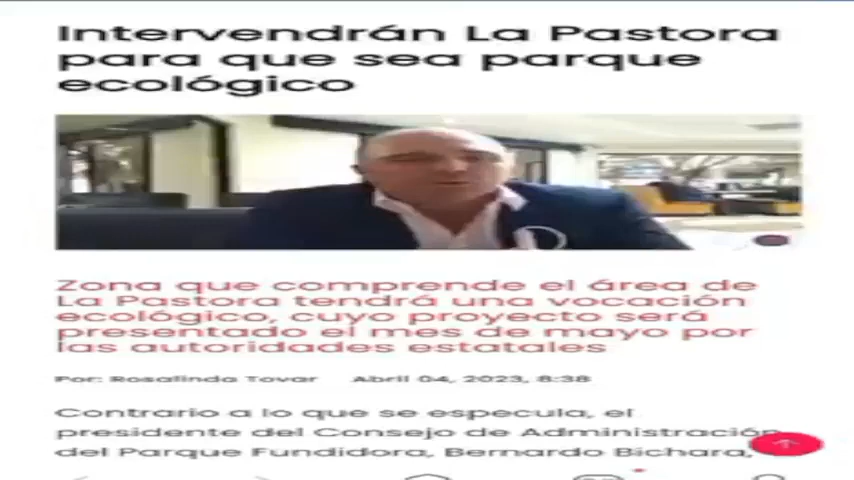 Intervendrán La Pastora
para que sea parque
ecológico
Zona que comprende el área de
La Pastora tendrá una vocación
ecológico, cuyo proyecto será
presentado el mes de mayo por
las autoridades estatales
Por: Rosalinda Tovar Abril 04, 2023, 8:38
Contrario a lo que se especula, el
presidente del Consejo de Administración
del Parque Fundidora, Bernardo Bichara,